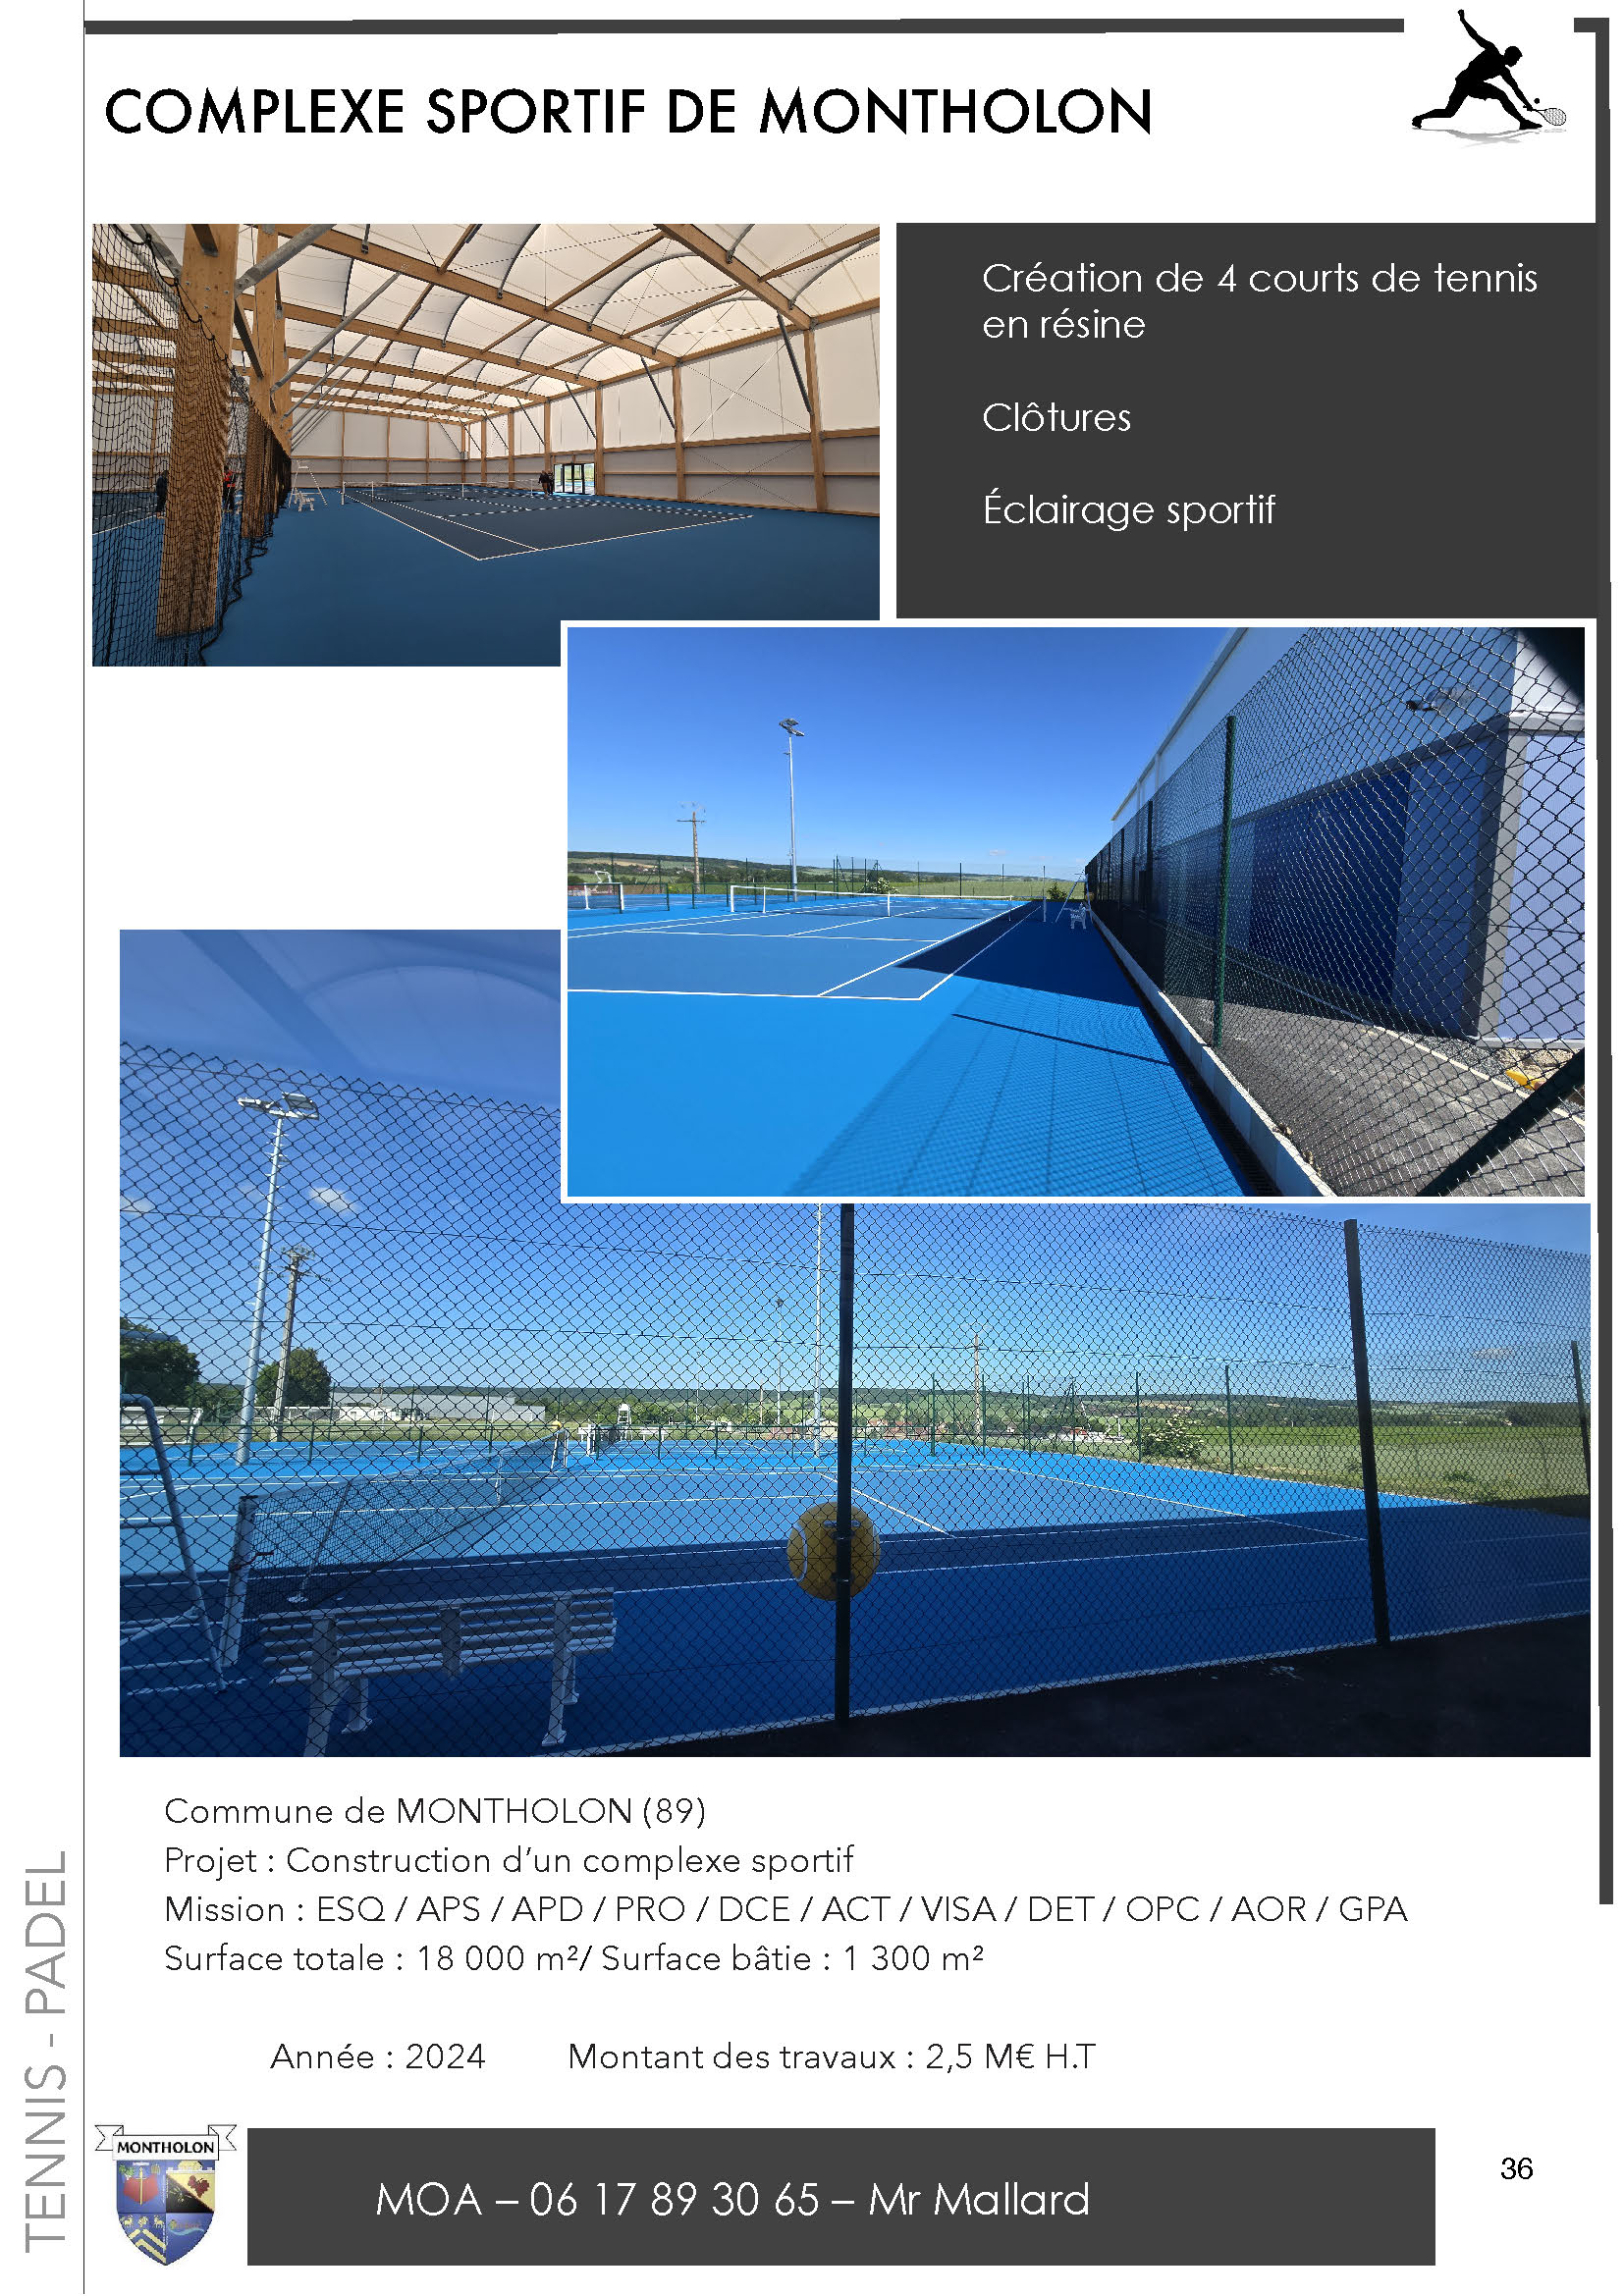 COMPLEXE SPORTIF DE MONTHOLON
Création de 4 courts de tennis
en résine
Clôtures
Éclairage sportif
Commune de MONTHOLON (89)
Projet : Construction d’un complexe sportif
Mission : ESQ / APS / APD / PRO / DCE / ACT / VISA / DET / OPC / AOR / GPA
Surface totale : 18 000 m²/ Surface bâtie : 1 300 m²
Année : 2024 Montant des travaux : 2,5 M€ H.T
TENNIS - PADEL
MONTHOLON
MOA – 06 17 89 30 65 – Mr Mallard
36